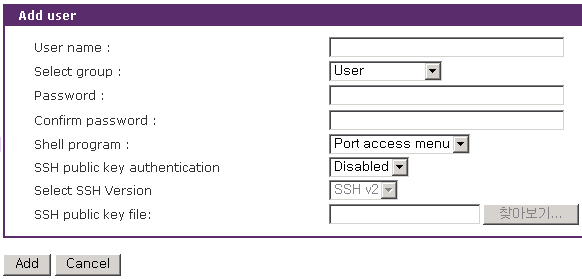 Add user
User name :
Select group : User
Password :
Confirm password :
Shell program : Port access menu
SSH public key authentication Disabled
Select SSH Version SSH v2
SSH public key file: 찾아보기...
Add Cancel